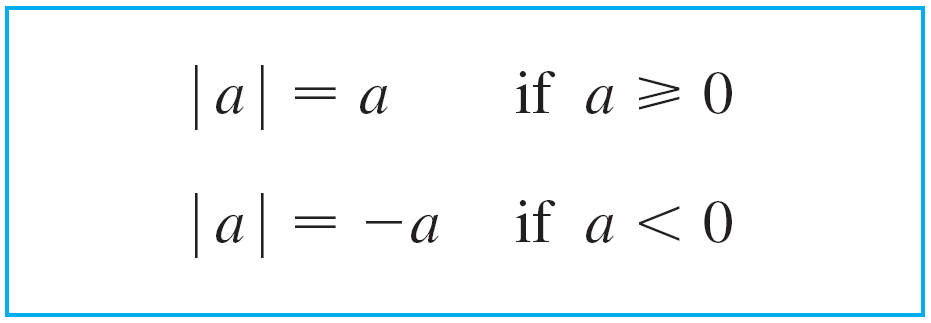 |a| = a if a ⩾ 0
|a| = −a if a < 0